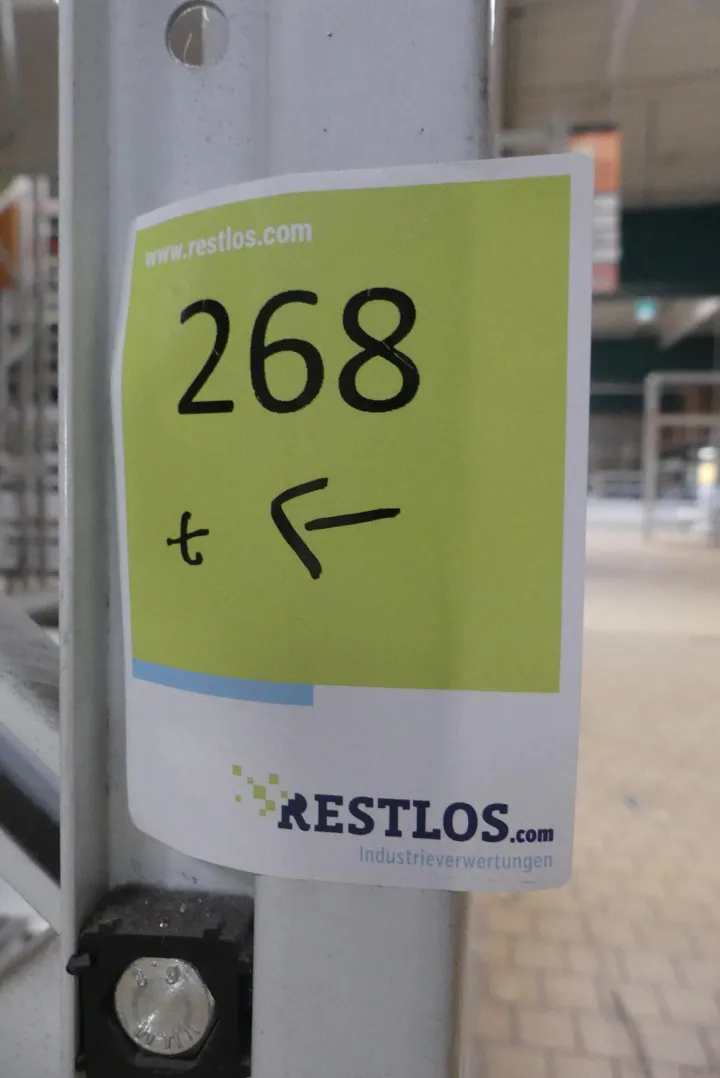 www.restlos.com
268
t ←
RESTLOS.com
Industrieverwertungen